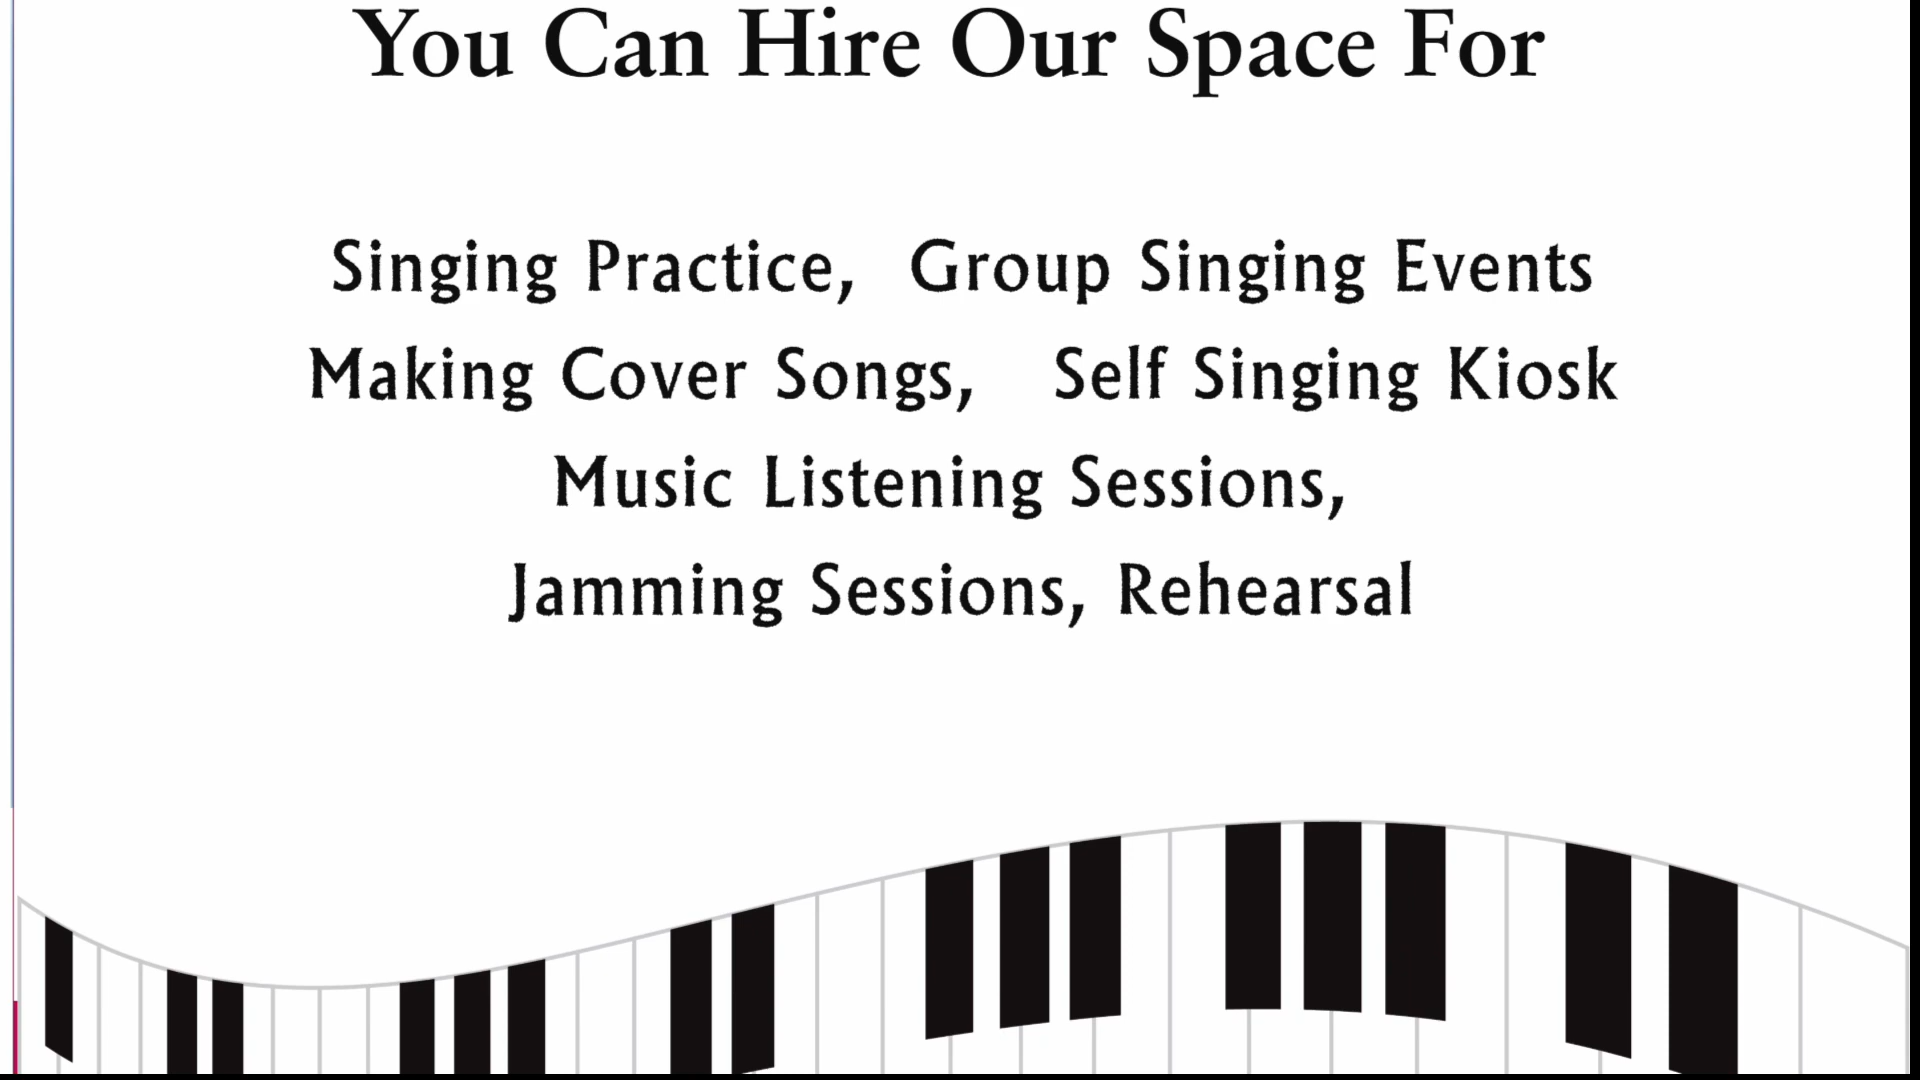 You Can Hire Our Space For
Singing Practice, Group Singing Events
Making Cover Songs, Self Singing Kiosk
Music Listening Sessions,
Jamming Sessions, Rehearsal